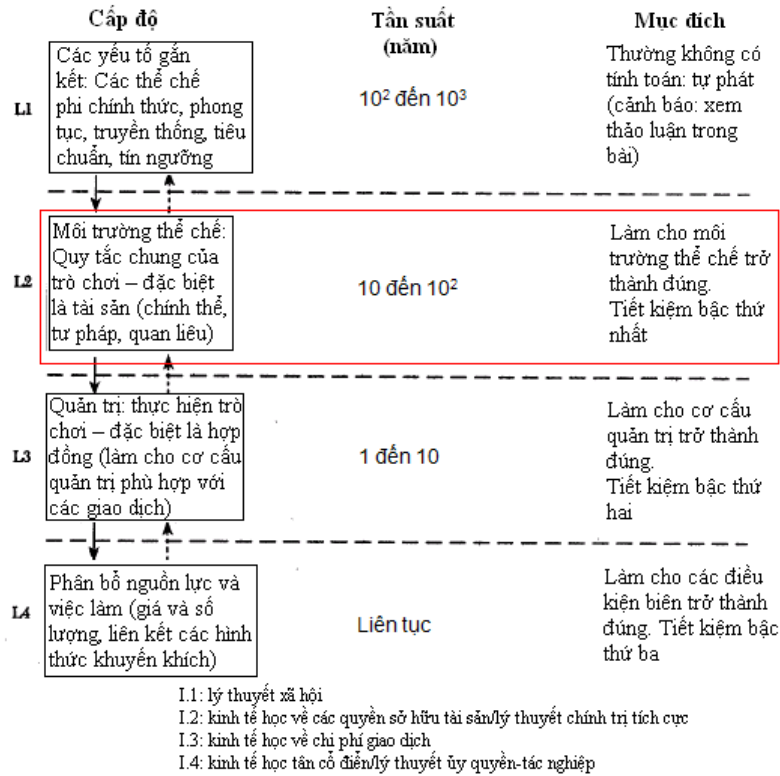 Cấp độ
Tần suất
(năm)
Mục đích
L1
Các yếu tố gắn
kết: Các thể chế
phi chính thức, phong
tục, truyền thống, tiêu
chuẩn, tín ngưỡng
10² đến 10³
Thường không có
tính toán: tự phát
(cảnh báo: xem
thảo luận trong
bài)
L2
Môi trường thể chế:
Quy tắc chung của
trò chơi – đặc biệt
là tài sản (chính thể,
tư pháp, quan liêu)
10 đến 10²
Làm cho môi
trường thể chế trở
thành đúng.
Tiết kiệm bậc thứ
nhất
L3
Quản trị: thực hiện trò
chơi – đặc biệt là hợp
đồng (làm cho cơ cấu
quản trị phù hợp với
các giao dịch)
1 đến 10
Làm cho cơ cấu
quản trị trở thành
đúng.
Tiết kiệm bậc thứ
hai
L4
Phân bổ nguồn lực và
việc làm (giá và số
lượng, liên kết các hình
thức khuyến khích)
Liên tục
Làm cho các điều
kiện biên trở thành
đúng. Tiết kiệm bậc
thứ ba
I.1: lý thuyết xã hội
I.2: kinh tế học về các quyền sở hữu tài sản/lý thuyết chính trị tích cực
I.3: kinh tế học về chi phí giao dịch
I.4: kinh tế học tân cổ điển/lý thuyết ủy quyền-tác nghiệp